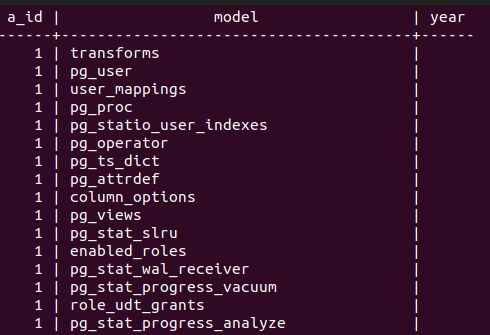 a_id | model | year
------+---------------------------------------+------
1 | transforms |
1 | pg_user |
1 | user_mappings |
1 | pg_proc |
1 | pg_statio_user_indexes |
1 | pg_operator |
1 | pg_ts_dict |
1 | pg_attrdef |
1 | column_options |
1 | pg_views |
1 | pg_stat_slru |
1 | enabled_roles |
1 | pg_stat_wal_receiver |
1 | pg_stat_progress_vacuum |
1 | role_udt_grants |
1 | pg_stat_progress_analyze |